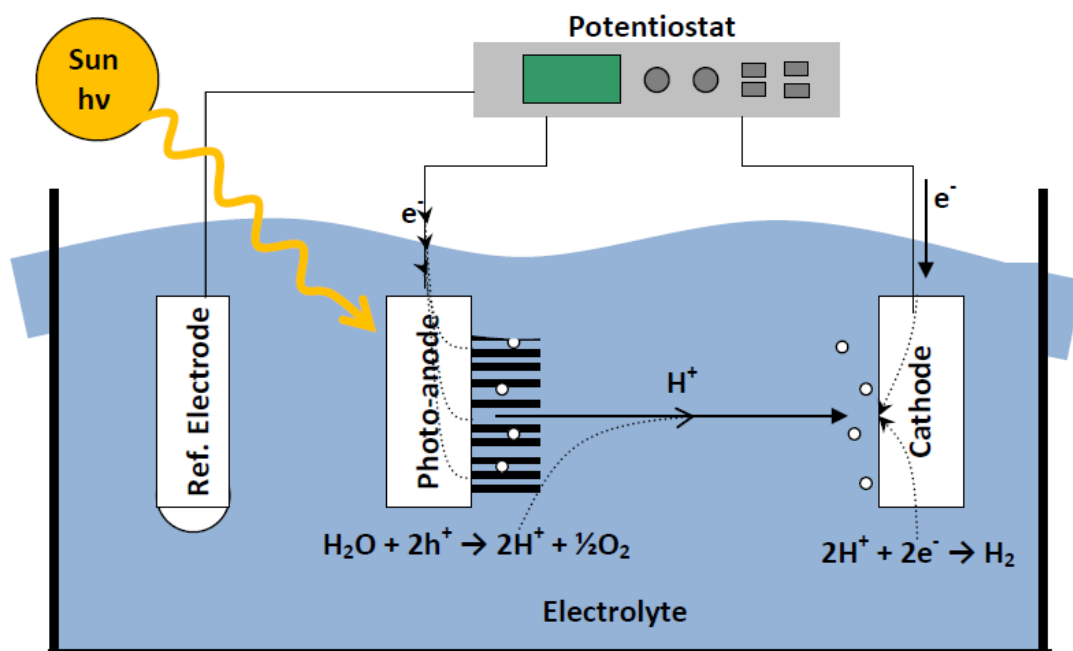 Potentiostat
Sun
hν
e⁻
e⁻
Ref. Electrode
Photo-anode
H⁺
Cathode
H₂O + 2h⁺ → 2H⁺ + ½O₂
2H⁺ + 2e⁻ → H₂
Electrolyte